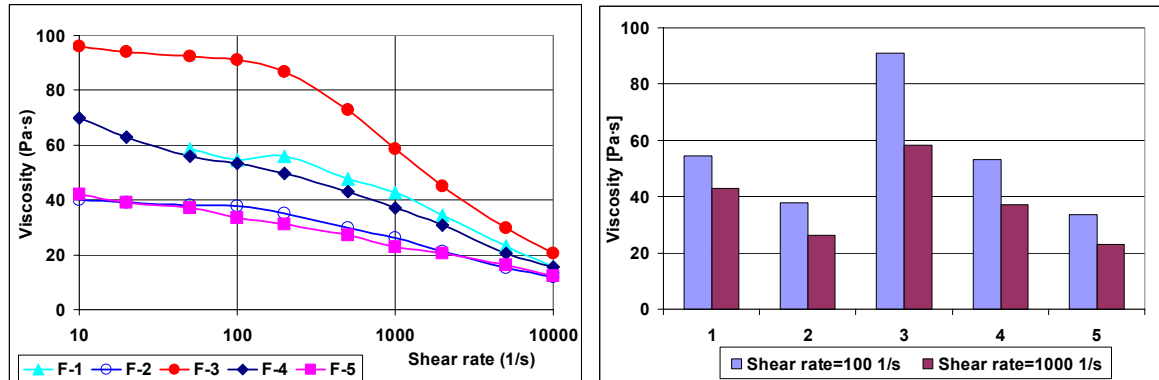 100
80
60
40
20
0
Viscosity (Pa·s)
10 100 1000 10000
Shear rate (1/s)
F-1 F-2 F-3 F-4 F-5
100
80
60
40
20
0
Viscosity [Pa·s]
1 2 3 4 5
Shear rate=100 1/s Shear rate=1000 1/s